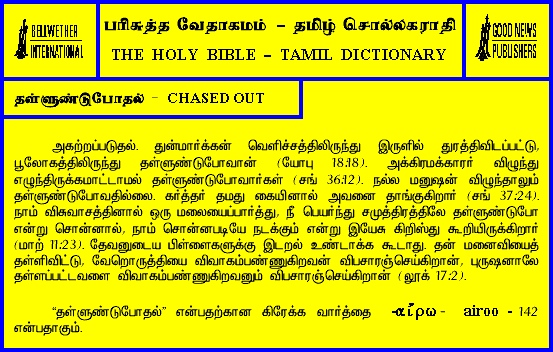 BELLWETHER
INTERNATIONAL
பரிசுத்த வேதாகமம் – தமிழ் சொல்லகராதி
THE HOLY BIBLE – TAMIL DICTIONARY
GOOD NEWS
PUBLISHERS
தள்ளுண்டுபோதல் – CHASED OUT
அகற்றப்படுதல். துன்மார்க்கன் வெளிச்சத்திலிருந்து இருளில் துரத்திவிடப்பட்டு,
பூலோகத்திலிருந்து தள்ளுண்டுபோவான் (யோபு 18:18). அக்கிரமக்காரர் விழுந்து
எழுந்திருக்கமாட்டாமல் தள்ளுண்டுபோவார்கள் (சங் 36:12). நல்ல மனுஷன் விழுந்தாலும்
தள்ளுண்டுபோவதில்லை. கர்த்தர் தமது கையினால் அவனை தாங்குகிறார் (சங் 37:24).
நாம் விசுவாசத்தினால் ஒரு மலையைப்பார்த்து, நீ பெயர்ந்து சமுத்திரத்திலே தள்ளுண்டுபோ
என்று சொன்னால், நாம் சொன்னபடியே நடக்கும் என்று இயேசு கிறிஸ்து கூறியிருக்கிறார்
(மாற் 11:23). தேவனுடைய பிள்ளைகளுக்கு இடறல் உண்டாக்க கூடாது. தன் மனைவியைத்
தள்ளிவிட்டு, வேறொருத்தியை விவாகம்பண்ணுகிறவன் விபசாரஞ்செய்கிறான், புருஷனாலே
தள்ளப்பட்டவளை விவாகம்பண்ணுகிறவனும் விபசாரஞ்செய்கிறான் (லூக் 17:2).
"தள்ளுண்டுபோதல்" என்பதற்கான கிரேக்க வார்த்தை -αἴρω - airoo - 142
என்பதாகும்.